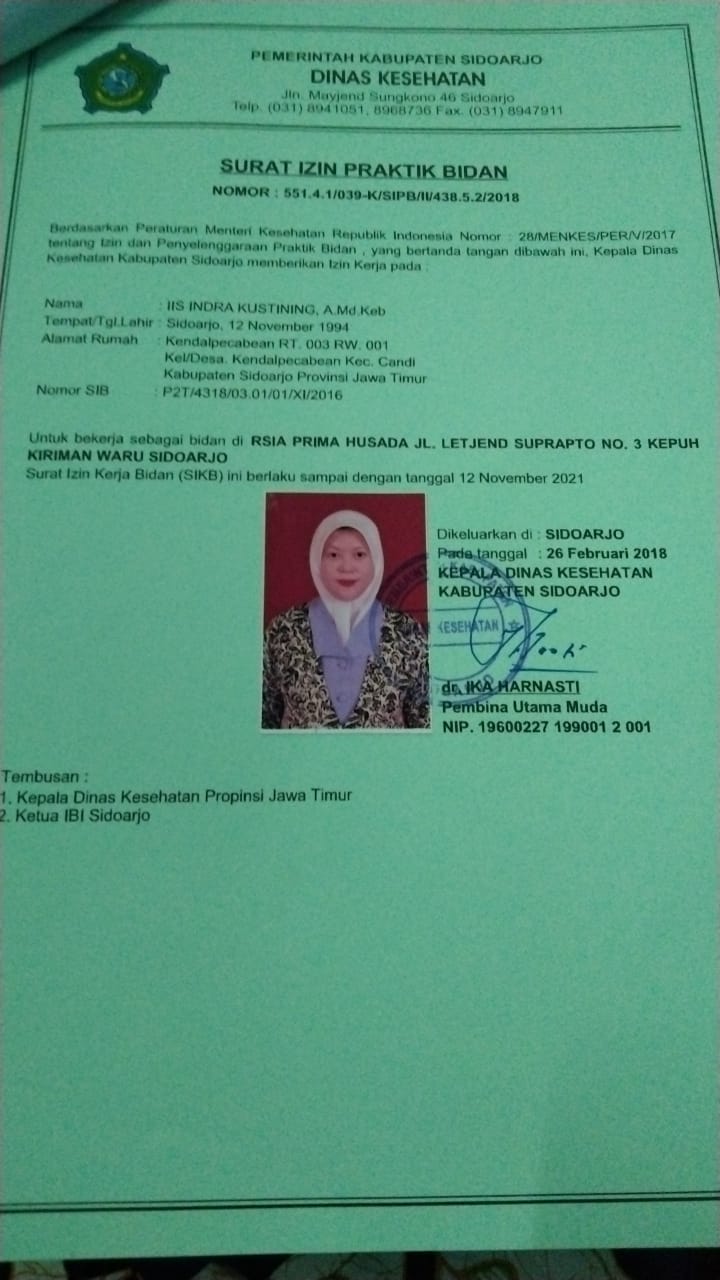 PEMERINTAH KABUPATEN SIDOARJO
DINAS KESEHATAN
Jln. Mayjend Sungkono 46 Sidoarjo
Telp. (031) 8941051, 8968736 Fax. (031) 8947911
SURAT IZIN PRAKTIK BIDAN
NOMOR : 551.4.1/039-K/SIPB/II/438.5.2/2018
Berdasarkan Peraturan Menteri Kesehatan Republik Indonesia Nomor : 28/MENKES/PER/V/2017
tentang Izin dan Penyelenggaraan Praktik Bidan , yang bertanda tangan dibawah ini, Kepala Dinas
Kesehatan Kabupaten Sidoarjo memberikan Izin Kerja pada :
Nama : IIS INDRA KUSTINING, A.Md.Keb
Tempat/Tgl.Lahir : Sidoarjo, 12 November 1994
Alamat Rumah : Kendalpecabean RT. 003 RW. 001
Kel/Desa. Kendalpecabean Kec. Candi
Kabupaten Sidoarjo Provinsi Jawa Timur
Nomor SIB : P2T/4318/03.01/01/XI/2016
Untuk bekerja sebagai bidan di RSIA PRIMA HUSADA JL. LETJEND SUPRAPTO NO. 3 KEPUH
KIRIMAN WARU SIDOARJO
Surat Izin Kerja Bidan (SIKB) ini berlaku sampai dengan tanggal 12 November 2021
Dikeluarkan di : SIDOARJO
Pada tanggal : 26 Februari 2018
KEPALA DINAS KESEHATAN
KABUPATEN SIDOARJO
KESEHATAN
dr. IKA HARNASTI
Pembina Utama Muda
NIP. 19600227 199001 2 001
Tembusan :
1. Kepala Dinas Kesehatan Propinsi Jawa Timur
2. Ketua IBI Sidoarjo